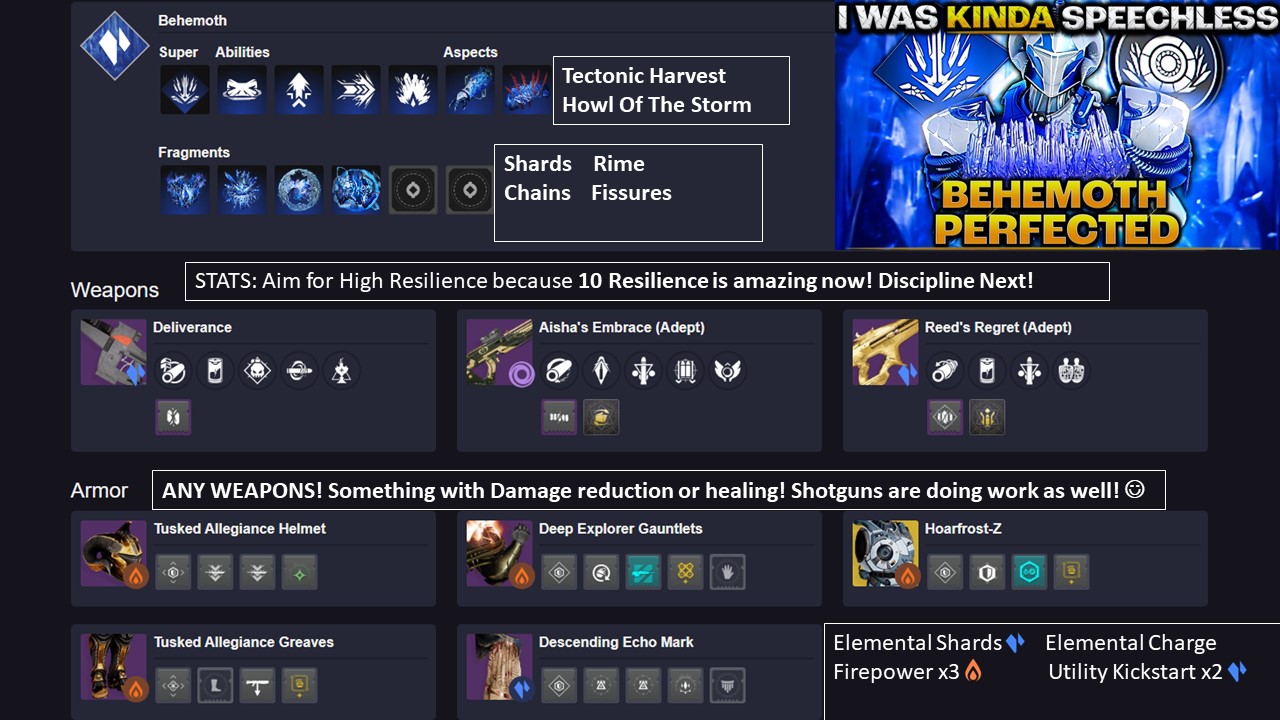 Behemoth
Super Abilities Aspects
Tectonic Harvest
Howl Of The Storm
Fragments
Shards Rime
Chains Fissures
I WAS KINDA SPEECHLESS
BEHEMOTH
PERFECTED
Weapons
STATS: Aim for High Resilience because 10 Resilience is amazing now! Discipline Next!
Deliverance
Aisha's Embrace (Adept)
Reed's Regret (Adept)
Armor
ANY WEAPONS! Something with Damage reduction or healing! Shotguns are doing work as well! ☺
Tusked Allegiance Helmet
Deep Explorer Gauntlets
Hoarfrost-Z
Tusked Allegiance Greaves
Descending Echo Mark
Elemental Shards Elemental Charge
Firepower x3 Utility Kickstart x2